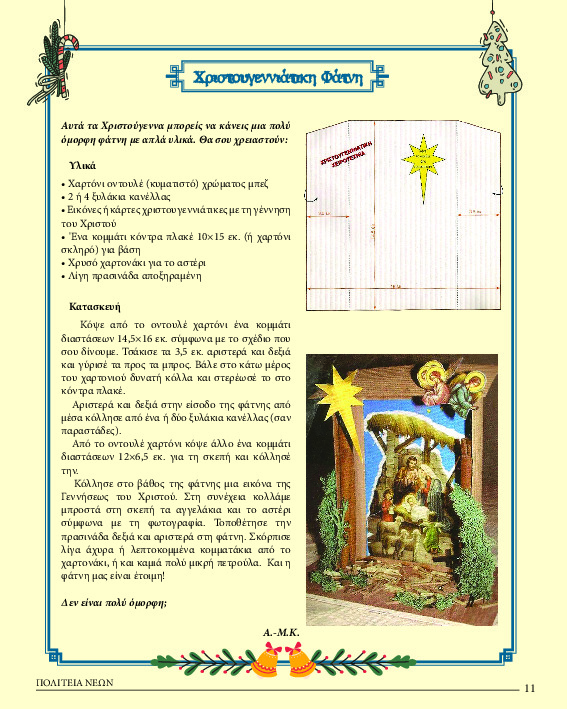 Χριστουγεννιάτικη Φάτνη
Αυτά τα Χριστούγεννα μπορείς να κάνεις μια πολύ
όμορφη φάτνη με απλά υλικά. Θα σου χρειαστούν:
Υλικά
• Χαρτόνι οντουλέ (κυματιστό) χρώματος μπεζ
• 2 ή 4 ξυλάκια κανέλλας
• Εικόνες ή κάρτες χριστουγεννιάτικες με τη γέννηση
του Χριστού
• Ένα κομμάτι κόντρα πλακέ 10×15 εκ. (ή χαρτόνι
σκληρό) για βάση
• Χρυσό χαρτονάκι για το αστέρι
• Λίγη πρασινάδα αποξηραμένη
Κατασκευή
Κόψε από το οντουλέ χαρτόνι ένα κομμάτι
διαστάσεων 14,5×16 εκ. σύμφωνα με το σχέδιο που
σου δίνουμε. Τσάκισε τα 3,5 εκ. αριστερά και δεξιά
και γύρισέ τα προς τα μπρος. Βάλε στο κάτω μέρος
του χαρτονιού δυνατή κόλλα και στερέωσέ το στο
κόντρα πλακέ.
Αριστερά και δεξιά στην είσοδο της φάτνης από
μέσα κόλλησε από ένα ή δύο ξυλάκια κανέλλας (σαν
παραστάδες).
Από το οντουλέ χαρτόνι κόψε άλλο ένα κομμάτι
διαστάσεων 12×6,5 εκ. για τη σκεπή και κόλλησέ
την.
Κόλλησε στο βάθος της φάτνης μια εικόνα της
Γεννήσεως του Χριστού. Στη συνέχεια κολλάμε
μπροστά στη σκεπή τα αγγελάκια και το αστέρι
σύμφωνα με τη φωτογραφία. Τοποθέτησε την
πρασινάδα δεξιά και αριστερά στη φάτνη. Σκόρπισε
λίγα άχυρα ή λεπτοκομμένα κομματάκια από το
χαρτονάκι, ή και καμιά πολύ μικρή πετρούλα. Και η
φάτνη μας είναι έτοιμη!
Δεν είναι πολύ όμορφη;
Α.-Μ.Κ.
ΧΡΙΣΤΟΥΓΕΝΝΙΑΤΙΚΗ
ΧΕΙΡΟΤΕΧΝΙΑ
ΠΟΛΙΤΕΙΑ ΝΕΩΝ
11